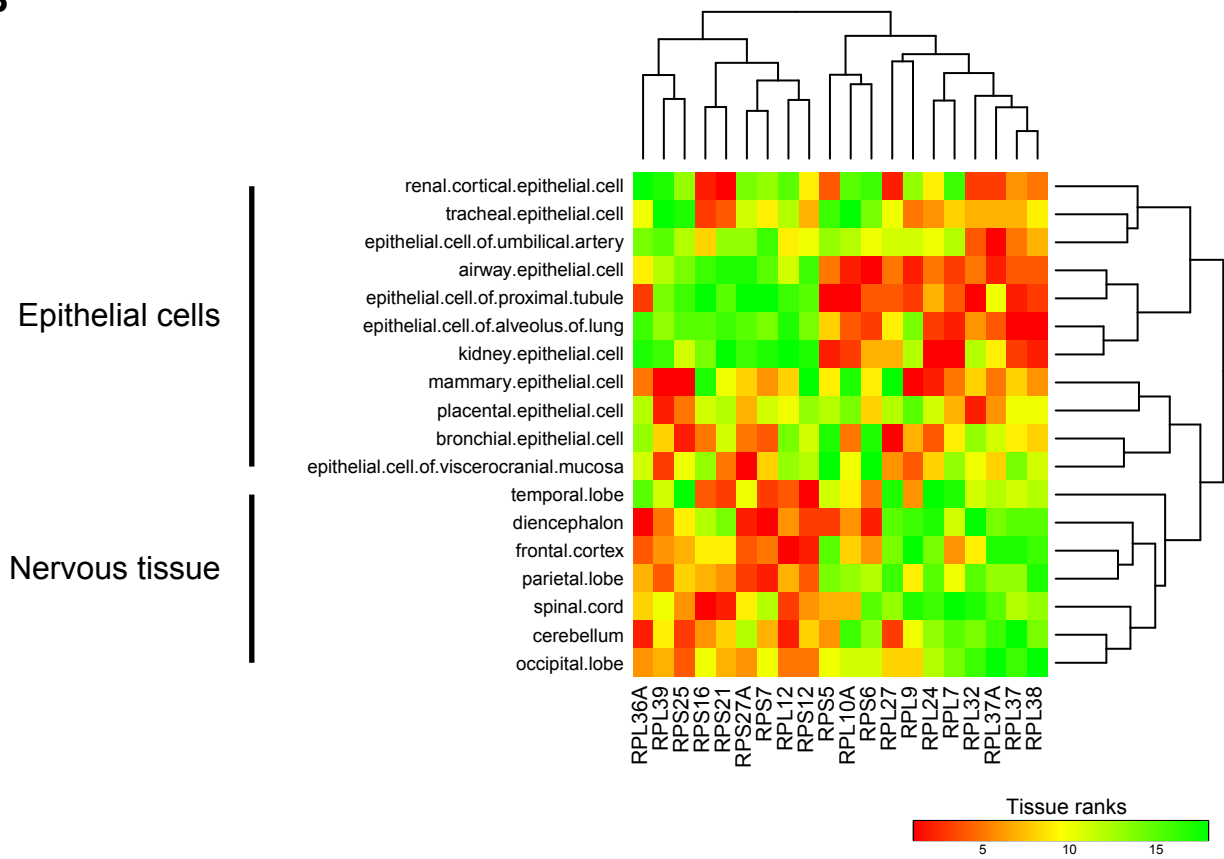 renal.cortical.epithelial.cell
tracheal.epithelial.cell
epithelial.cell.of.umbilical.artery
airway.epithelial.cell
epithelial.cell.of.proximal.tubule
epithelial.cell.of.alveolus.of.lung
kidney.epithelial.cell
mammary.epithelial.cell
placental.epithelial.cell
bronchial.epithelial.cell
epithelial.cell.of.viscerocranial.mucosa
temporal.lobe
diencephalon
frontal.cortex
parietal.lobe
spinal.cord
cerebellum
occipital.lobe
Epithelial cells
Nervous tissue
RPL36A
RPL39
RPS25
RPS16
RPS21
RPS27A
RPS7
RPL12
RPS12
RPS5
RPL10A
RPS6
RPL27
RPL9
RPL24
RPL7
RPL32
RPL37A
RPL37
RPL38
Tissue ranks
5 10 15